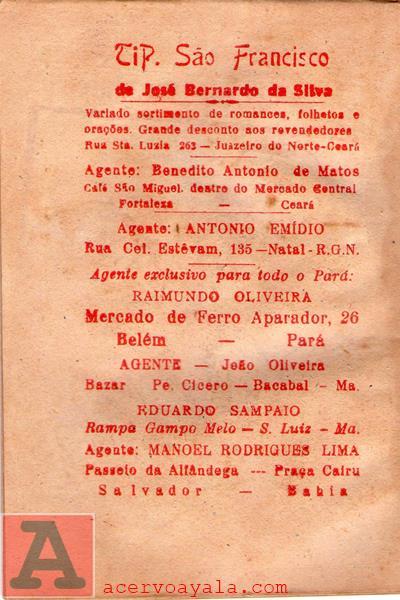 TiP. São Francisco
de José Bernardo da Silva
Variado sortimento de romances, folhetos e
orações. Grande desconto aos revendedores
Rua Sta. Luzia 263 — Juazeiro do Norte-Ceará
Agente: Benedito Antonio de Matos
Café São Miguel. dentro do Mercado Central
Fortaleza — Ceará
Agente: ANTONIO EMÍDIO
Rua Cel. Estêvam, 135 —Natal - R.G.N.
Agente exclusivo para todo o Pará:
RAIMUNDO OLIVEIRA
Mercado de Ferro Aparador, 26
Belém — Pará
AGENTE — João Oliveira
Bazar Pe. Cicero — Bacabal — Ma.
EDUARDO SAMPAIO
Rampa Gampo Melo — S. Luiz — Ma.
Agente: MANOEL RODRIGUES LIMA
Passeio da Alfândega --- Praça Cairu
Salvador — Bahia
A
acervoayala.com